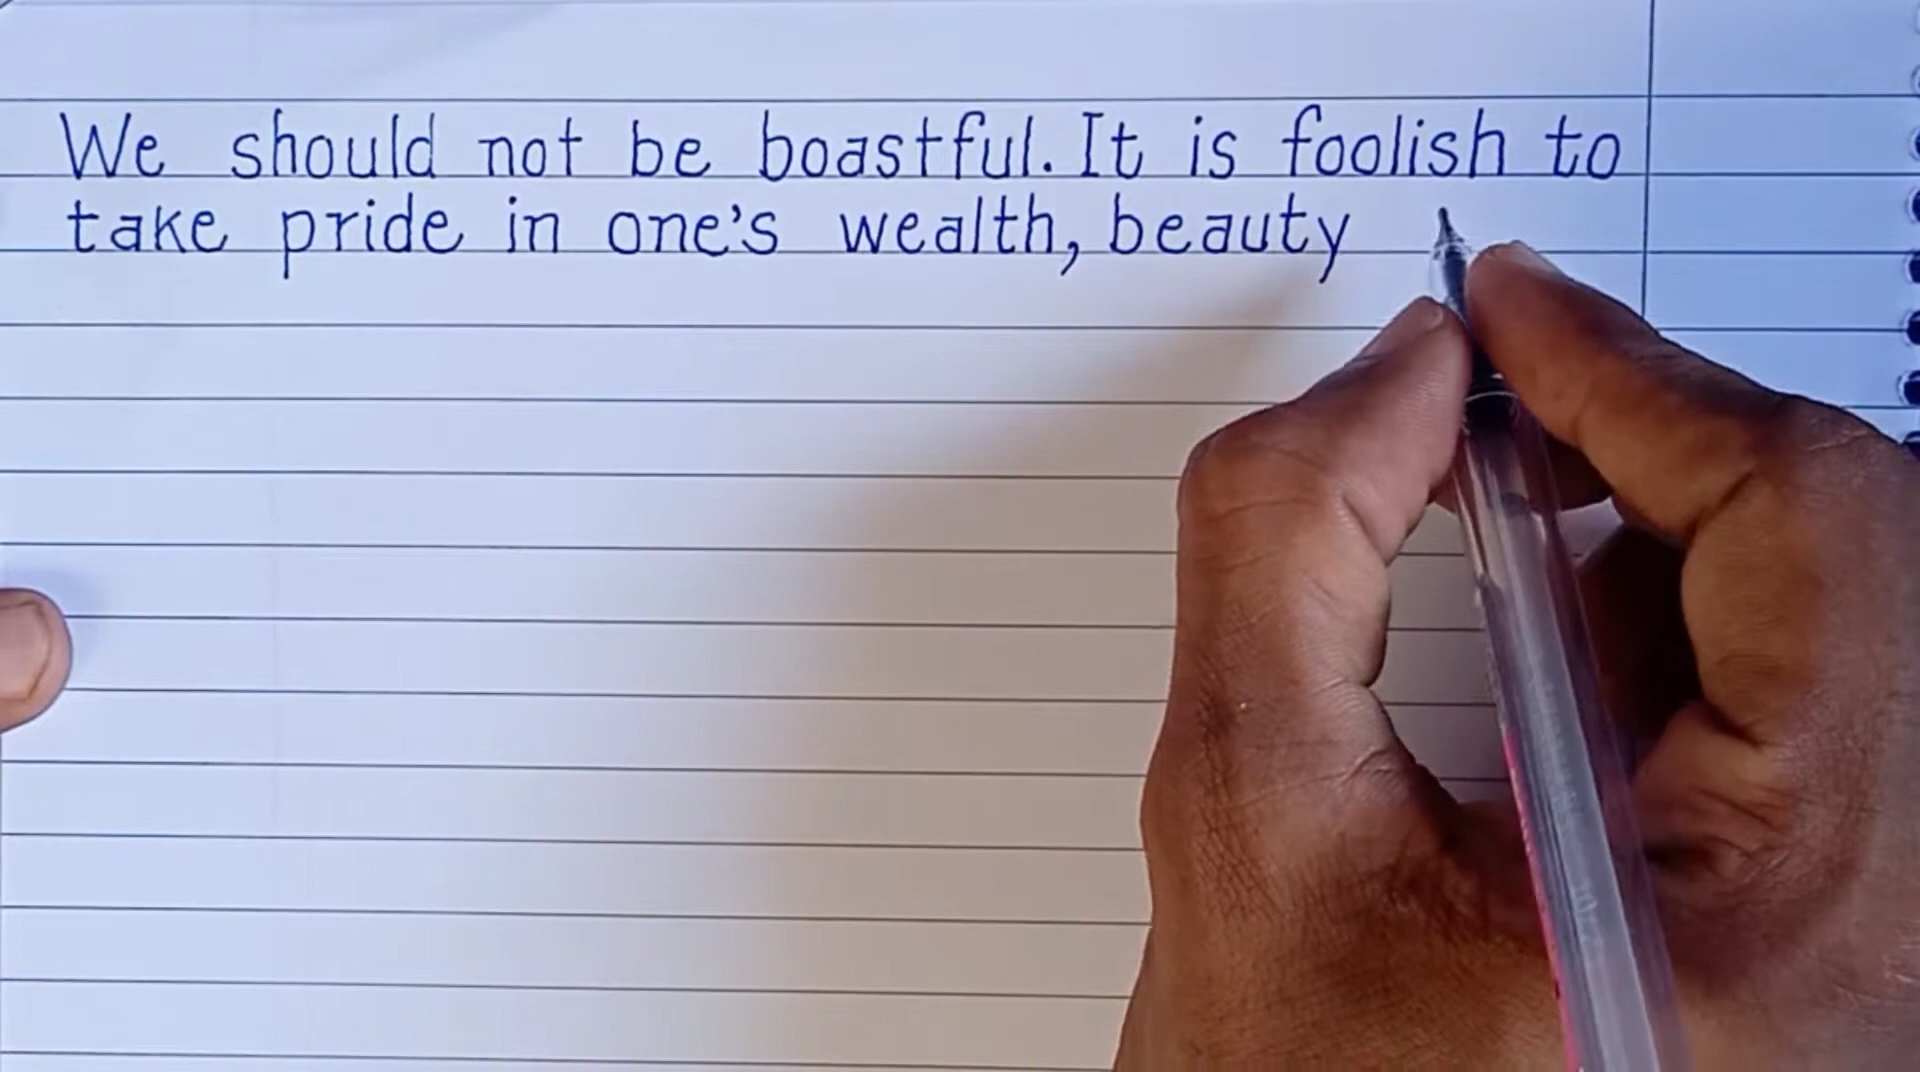 We should not be boastful. It is foolish to
take pride in one's wealth, beauty